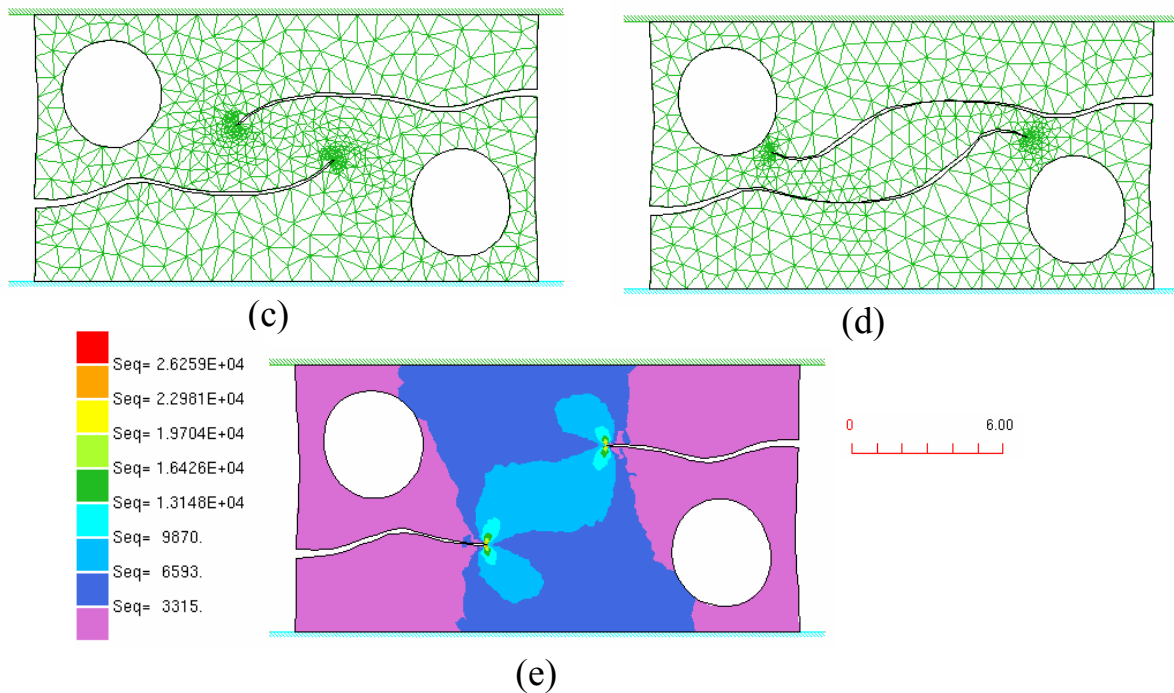 (c)
(d)
Seq= 2.6259E+04
Seq= 2.2981E+04
Seq= 1.9704E+04
Seq= 1.6426E+04
Seq= 1.3148E+04
Seq= 9870.
Seq= 6593.
Seq= 3315.
0 6.00
(e)